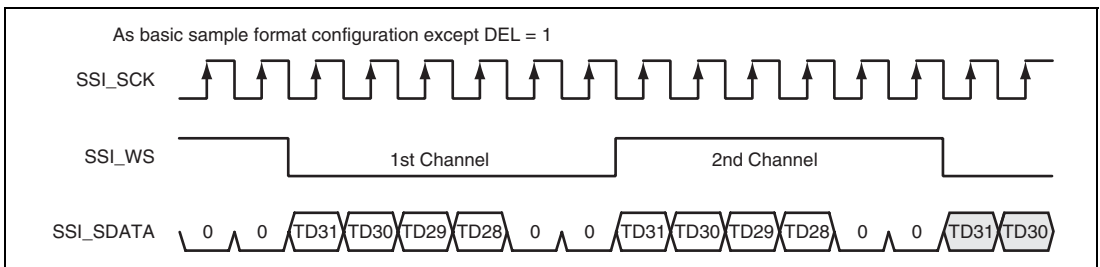 As basic sample format configuration except DEL = 1
SSI_SCK
SSI_WS 1st Channel 2nd Channel
SSI_SDATA 0 0 TD31 TD30 TD29 TD28 0 0 TD31 TD30 TD29 TD28 0 0 TD31 TD30